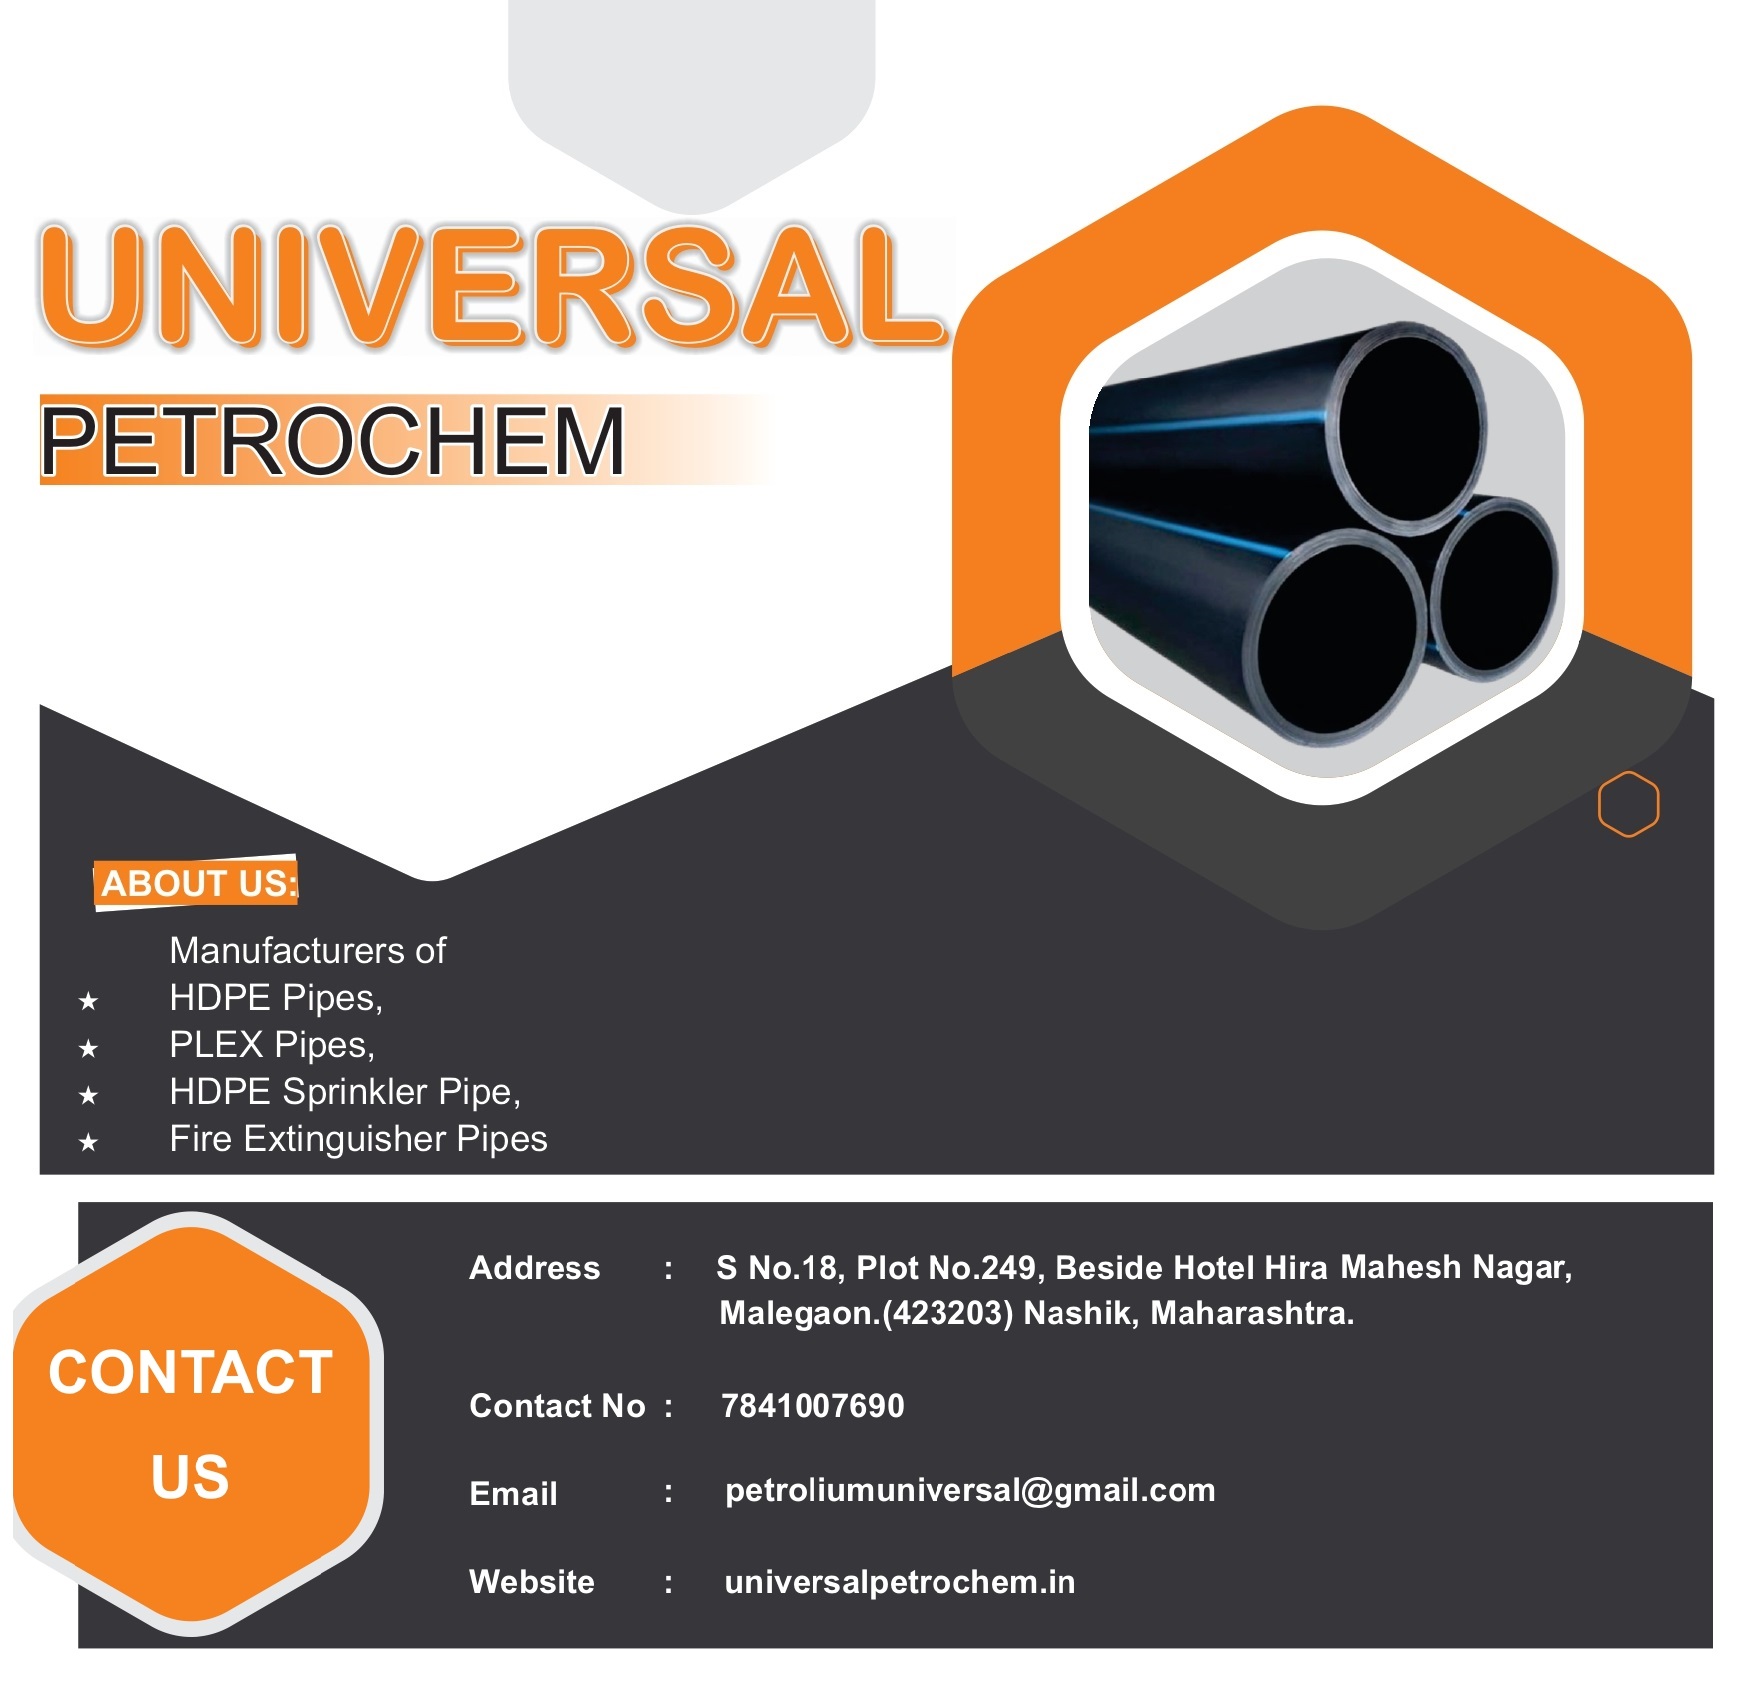 UNIVERSAL
PETROCHEM
ABOUT US:
Manufacturers of
★ HDPE Pipes,
★ PLEX Pipes,
★ HDPE Sprinkler Pipe,
★ Fire Extinguisher Pipes
CONTACT
US
Address : S No.18, Plot No.249, Beside Hotel Hira Mahesh Nagar,
Malegaon.(423203) Nashik, Maharashtra.
Contact No : 7841007690
Email : petroliumuniversal@gmail.com
Website : universalpetrochem.in